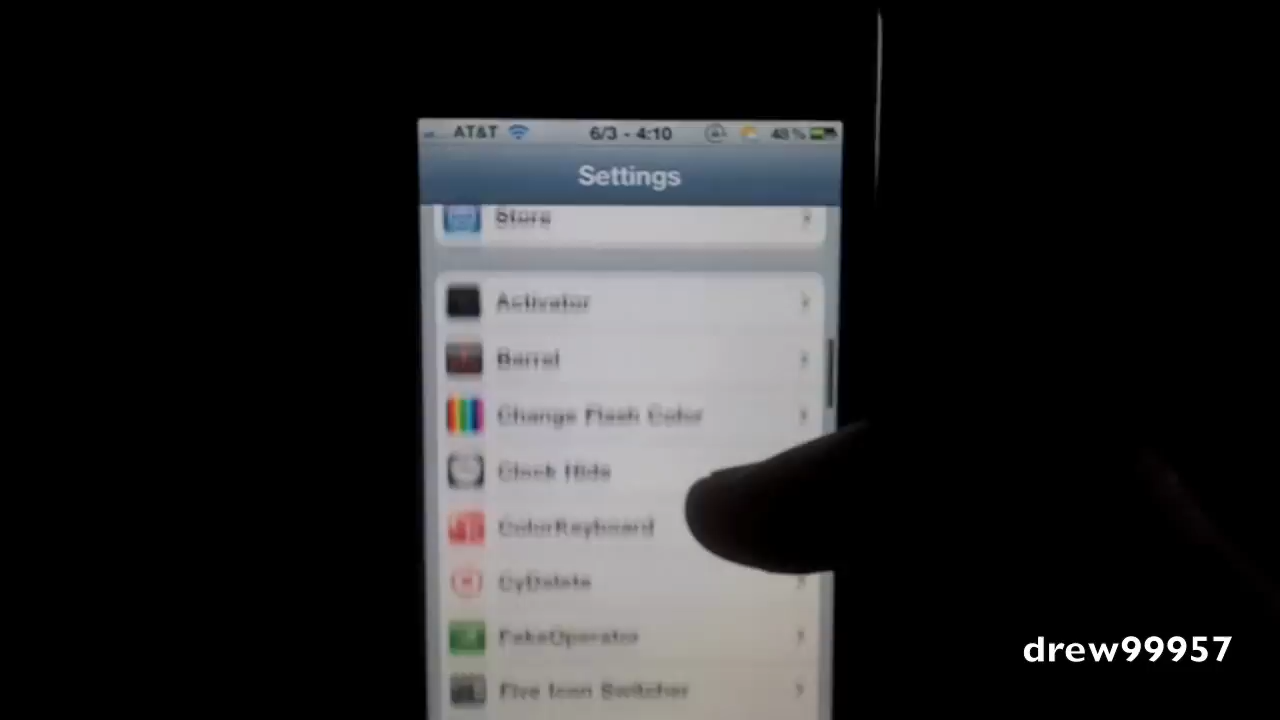 AT&T 6/3 - 4:10 48%
Settings
Store
Activator
Barrel
Change Flash Color
Clock Hide
ColorKeyboard
CyDelete
FakeOperator
Five Icon Switcher
drew99957